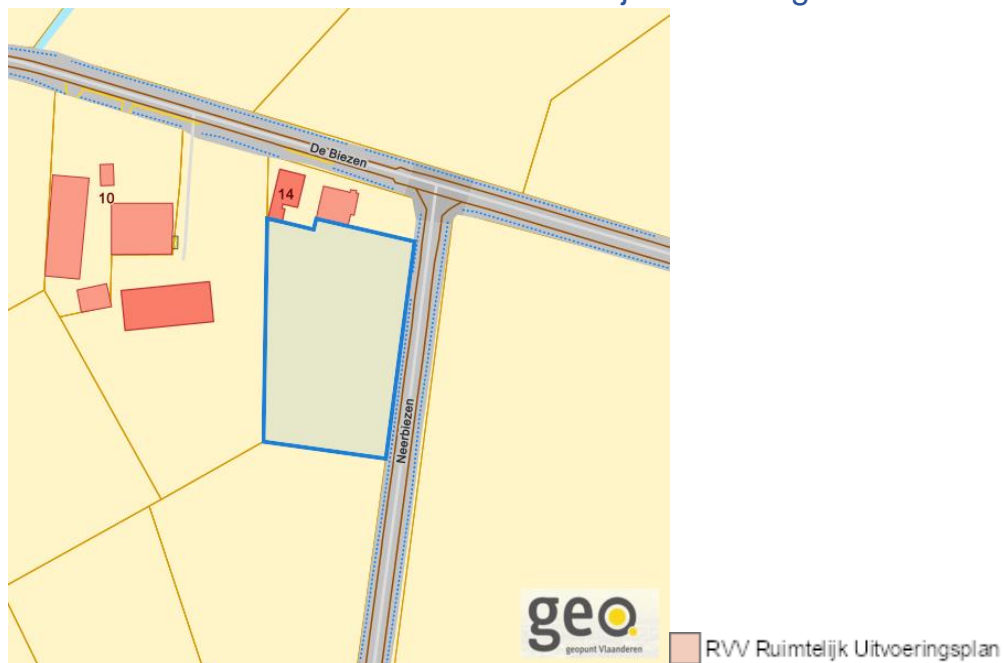 De Biezen
14
10
Neerbiezen
geo.
geopunt Vlaanderen
RVV Ruimtelijk Uitvoeringsplan